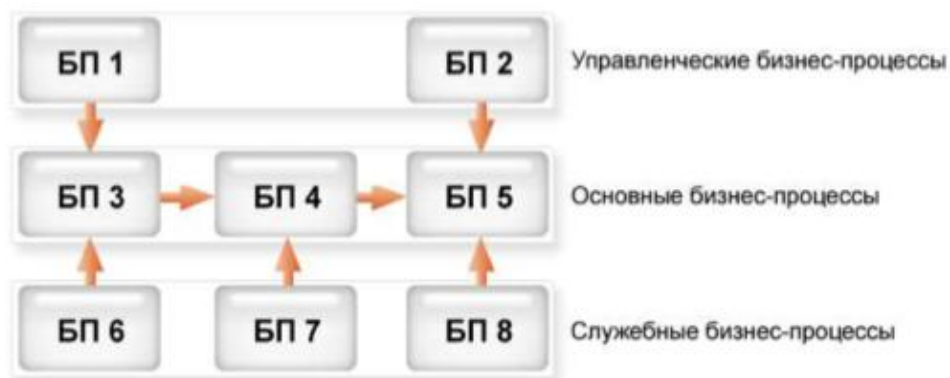 БП 1 БП 2 Управленческие бизнес-процессы
БП 3 БП 4 БП 5 Основные бизнес-процессы
БП 6 БП 7 БП 8 Служебные бизнес-процессы